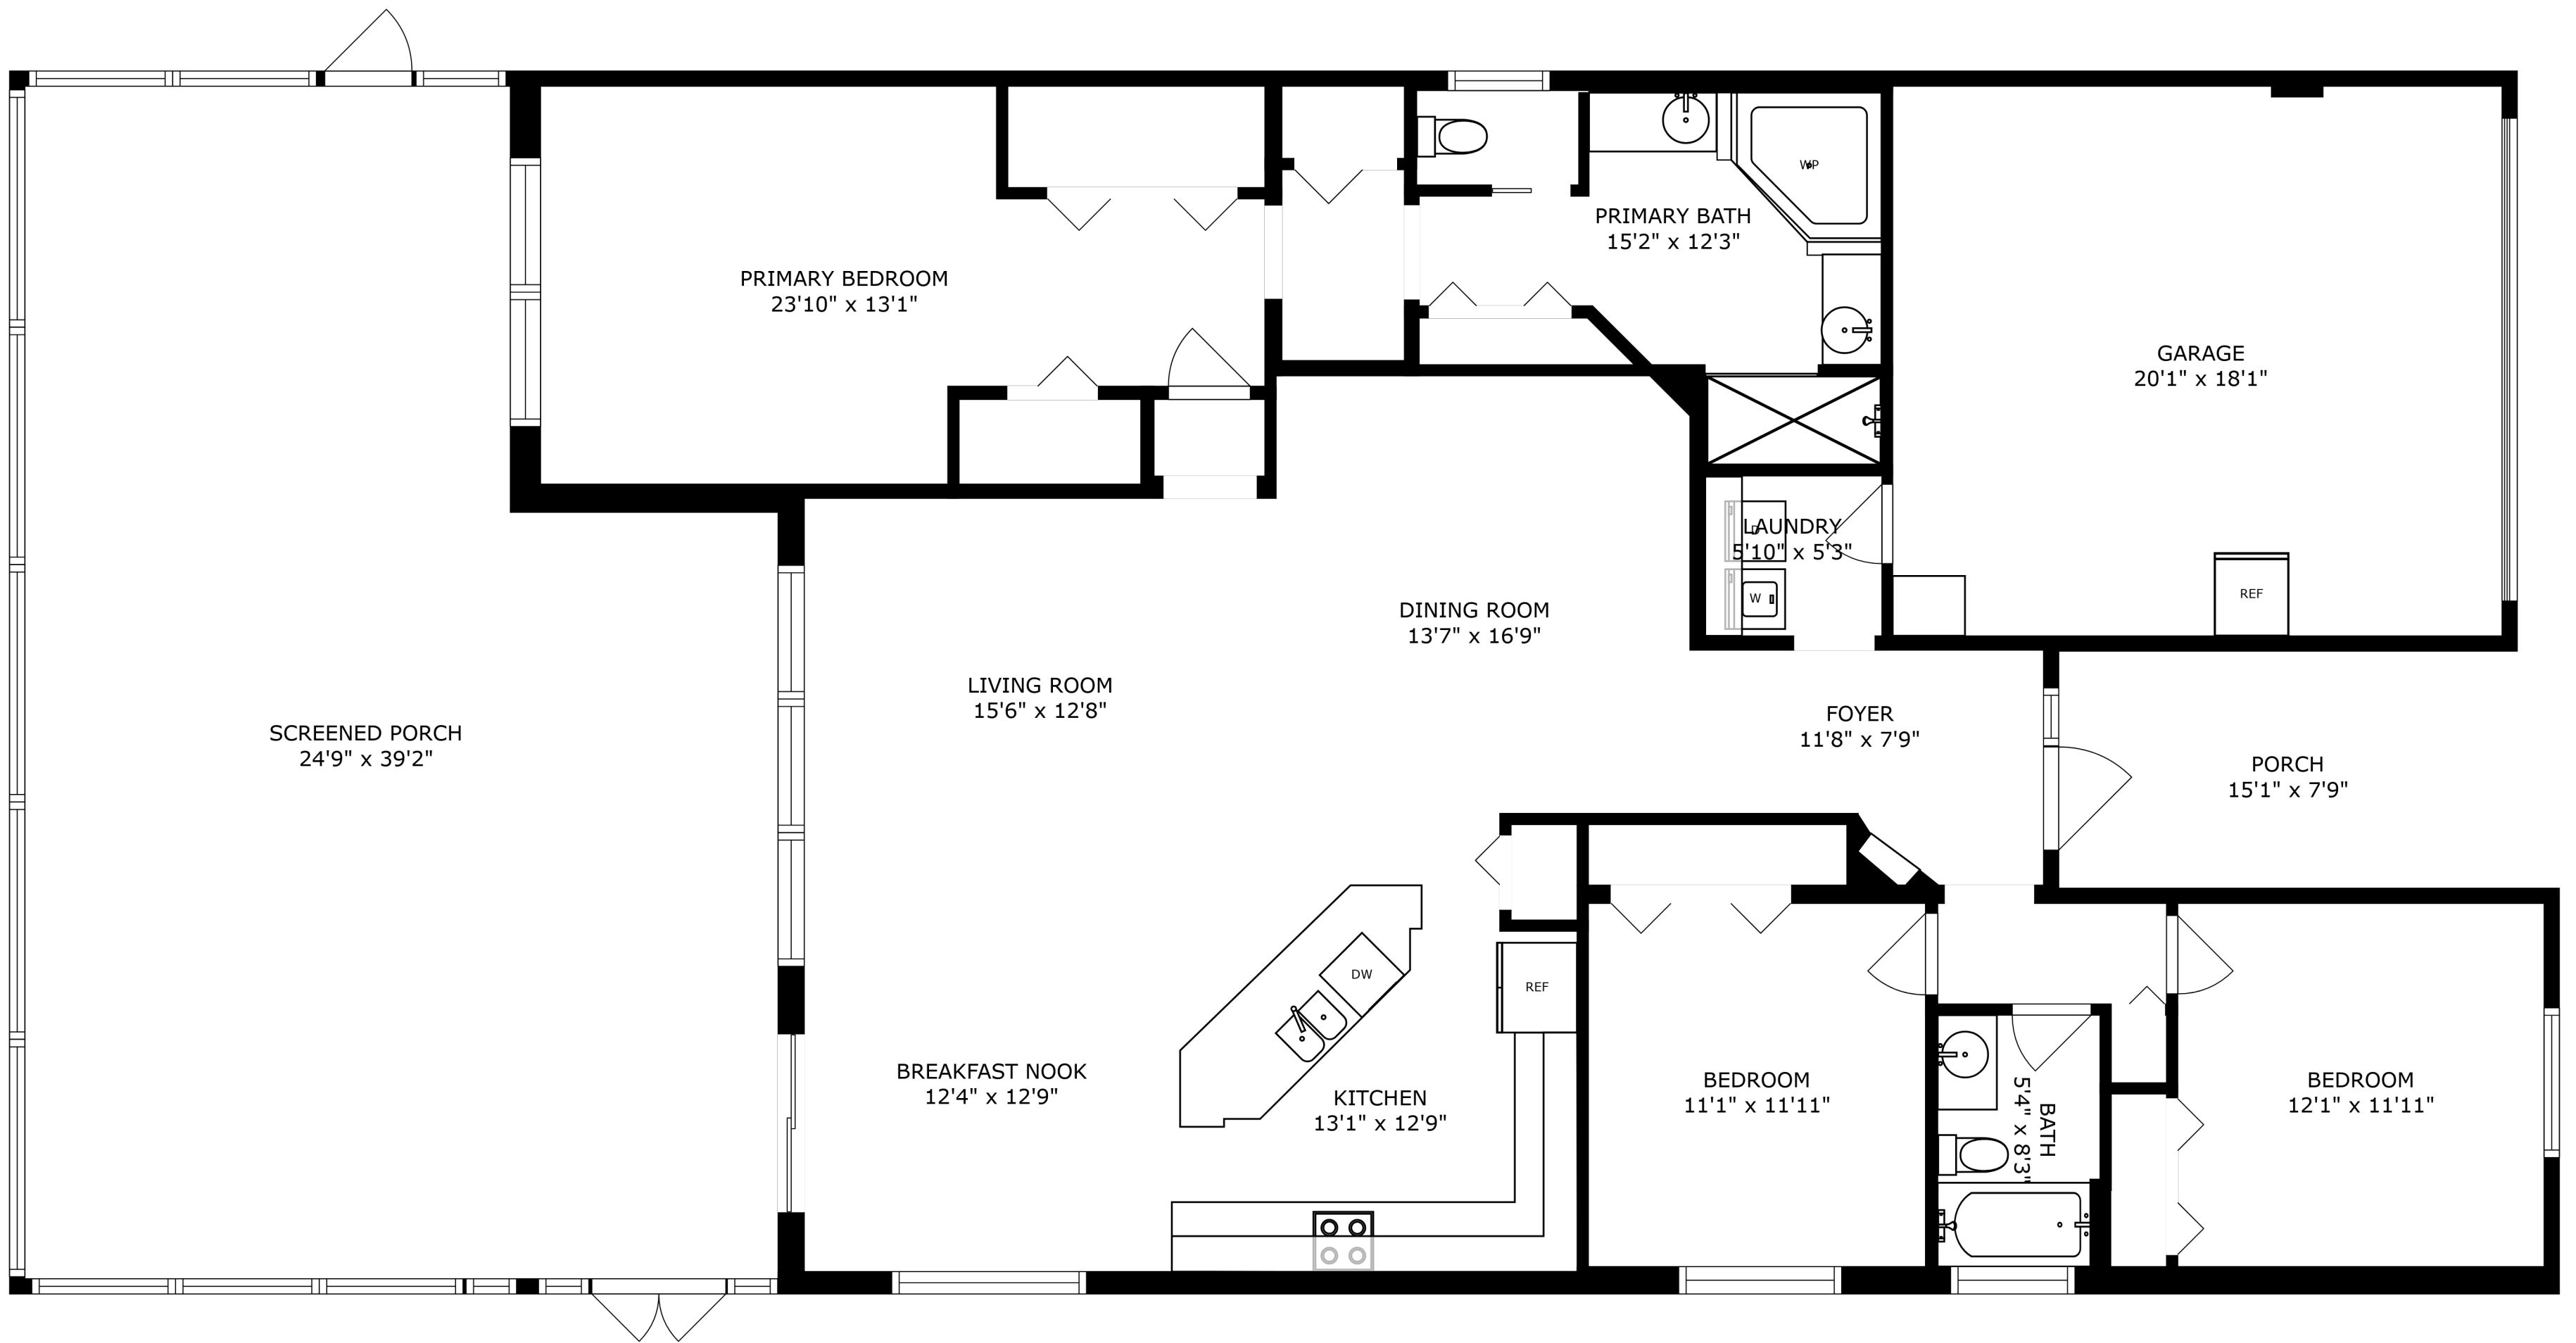 WP
PRIMARY BATH
15'2" x 12'3"
PRIMARY BEDROOM
23'10" x 13'1"
GARAGE
20'1" x 18'1"
D
LAUNDRY
5'10" x 5'3"
W
REF
DINING ROOM
13'7" x 16'9"
LIVING ROOM
15'6" x 12'8"
FOYER
11'8" x 7'9"
SCREENED PORCH
24'9" x 39'2"
PORCH
15'1" x 7'9"
DW
REF
BREAKFAST NOOK
12'4" x 12'9"
KITCHEN
13'1" x 12'9"
BEDROOM
11'1" x 11'11"
BATH
5'4" x 8'3"
BEDROOM
12'1" x 11'11"